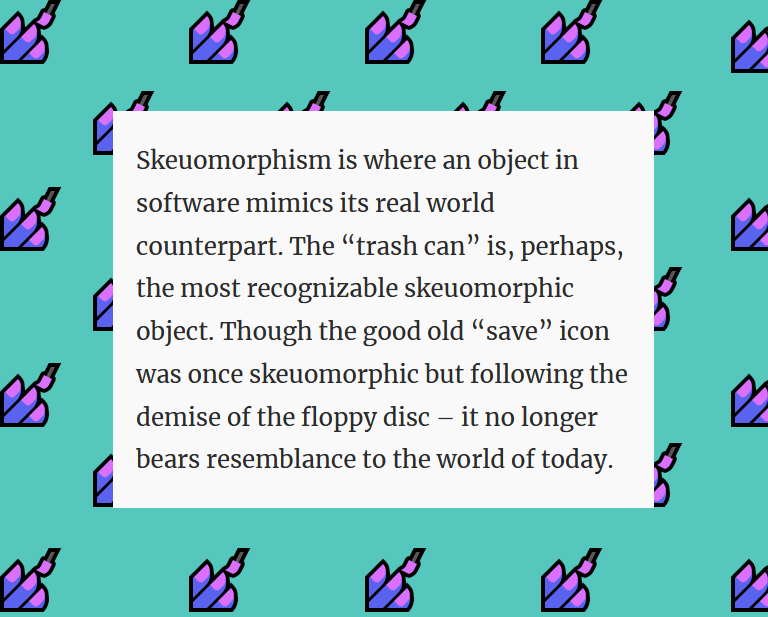 Skeuomorphism is where an object in
software mimics its real world
counterpart. The “trash can” is, perhaps,
the most recognizable skeuomorphic
object. Though the good old “save” icon
was once skeuomorphic but following the
demise of the floppy disc – it no longer
bears resemblance to the world of today.